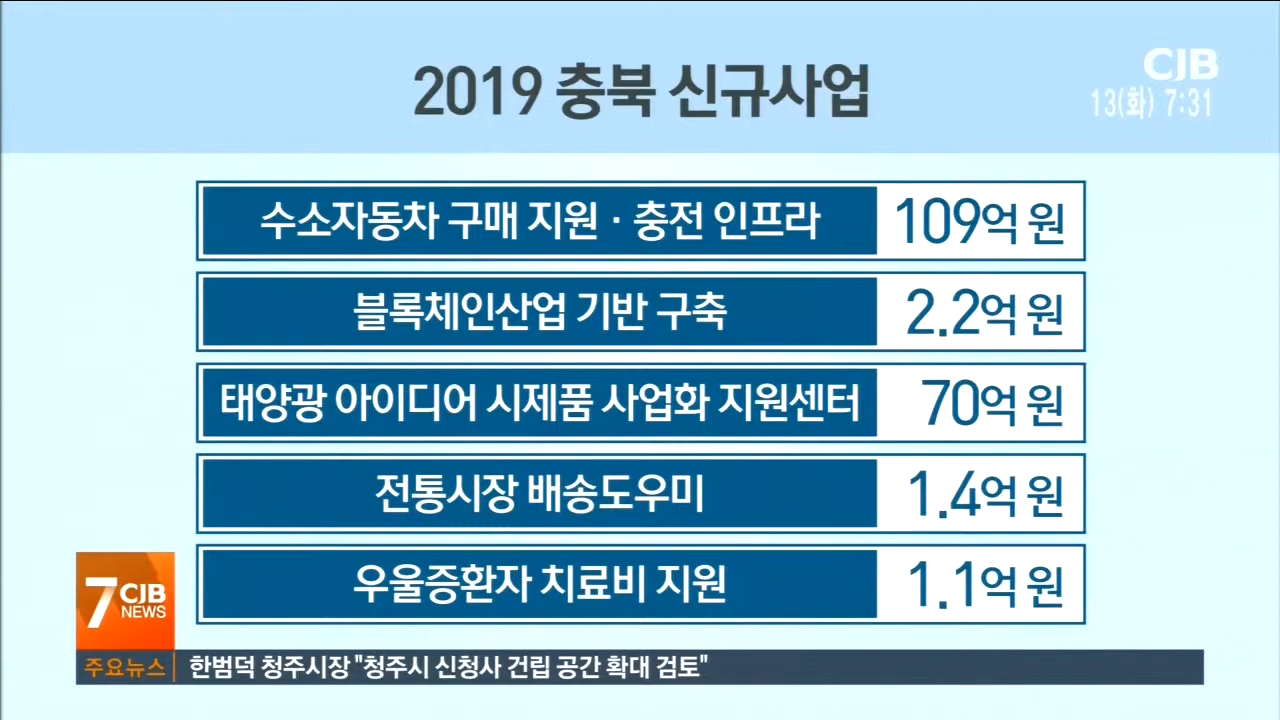 2019 충북 신규사업
CJB
13(화) 7:31
수소자동차 구매 지원 · 충전 인프라 109억 원
블록체인산업 기반 구축 2.2억 원
태양광 아이디어 시제품 사업화 지원센터 70억 원
전통시장 배송도우미 1.4억 원
우울증환자 치료비 지원 1.1억 원
7 CJB
NEWS
주요뉴스 한범덕 청주시장 "청주시 신청사 건립 공간 확대 검토"